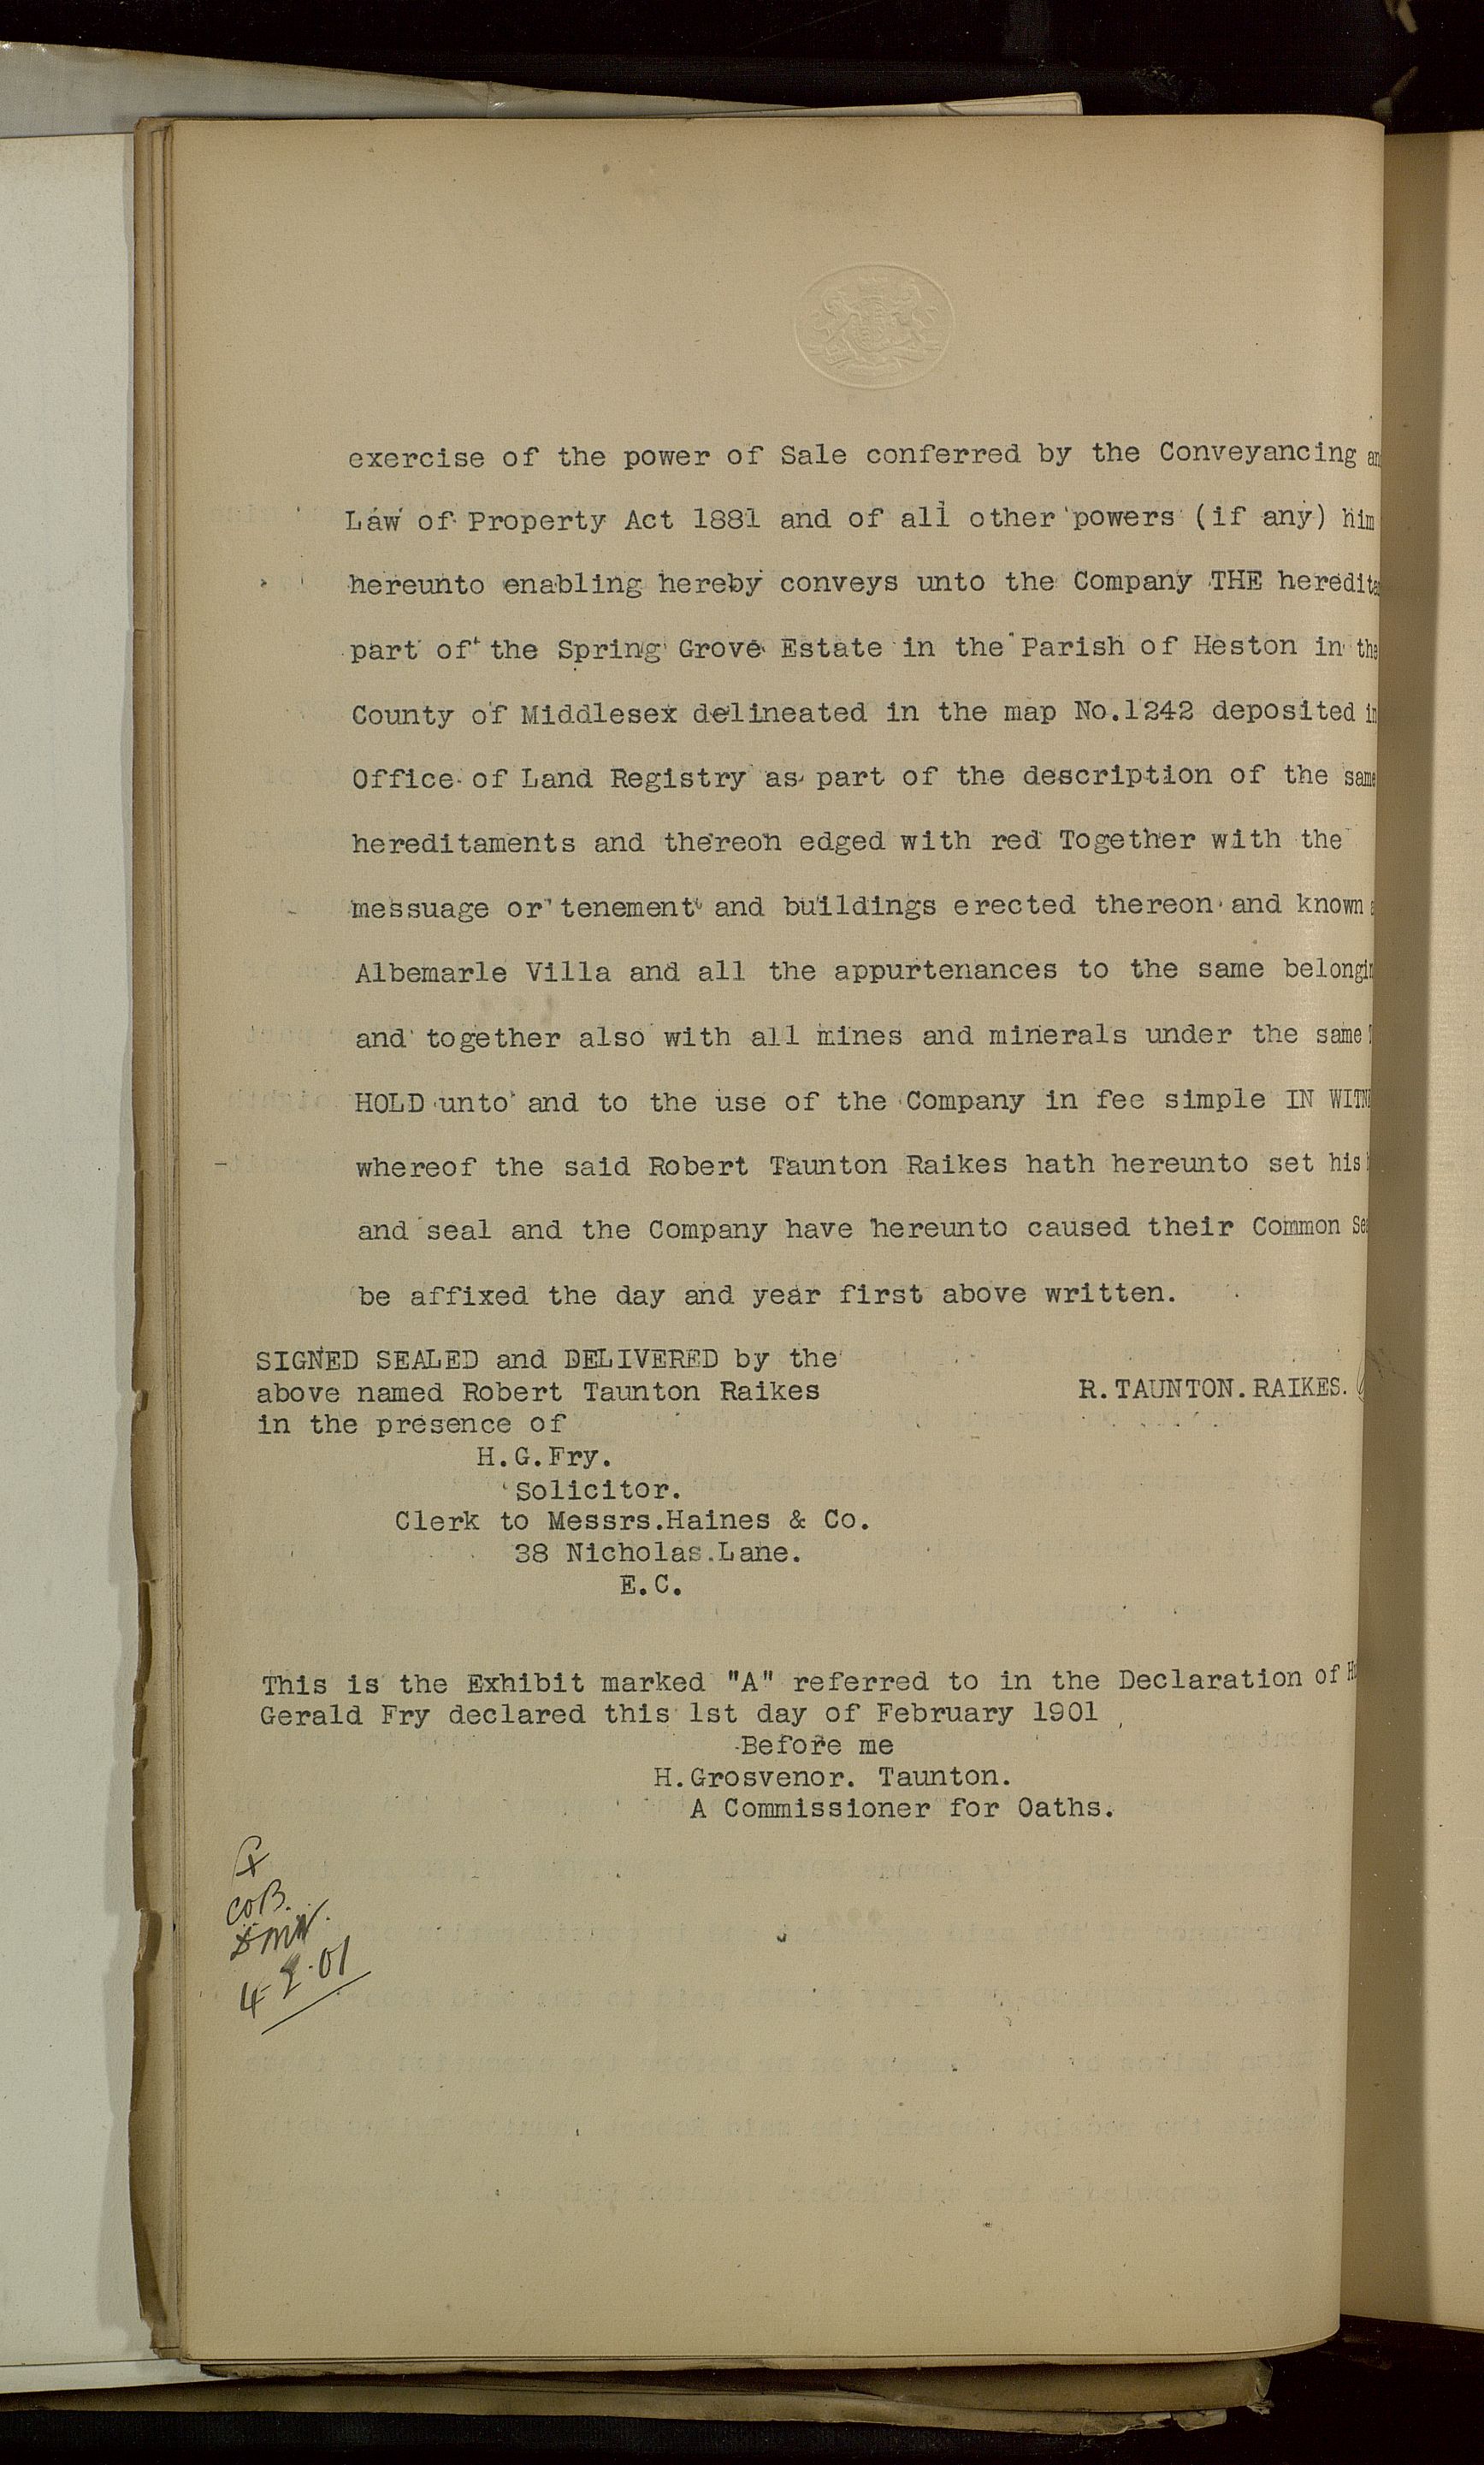 exercise of the power of Sale conferred by the Conveyancing an
Law of Property Act 1881 and of all other powers (if any) him
hereunto enabling hereby conveys unto the Company THE heredita
part of the Spring Grove Estate in the Parish of Heston in the
County of Middlesex delineated in the map No.1242 deposited in
Office of Land Registry as part of the description of the same
hereditaments and thereon edged with red Together with the
messuage or tenement and buildings erected thereon and known
Albemarle Villa and all the appurtenances to the same belongin
and together also with all mines and minerals under the same
HOLD unto and to the use of the Company in fee simple IN WITN
whereof the said Robert Taunton Raikes hath hereunto set his
and seal and the Company have hereunto caused their Common Se
be affixed the day and year first above written.
SIGNED SEALED and DELIVERED by the
above named Robert Taunton Raikes R.TAUNTON.RAIKES.
in the presence of
H.G.Fry.
Solicitor.
Clerk to Messrs.Haines & Co.
38 Nicholas.Lane.
E.C.
This is the Exhibit marked "A" referred to in the Declaration of
Gerald Fry declared this 1st day of February 1901
Before me
H.Grosvenor. Taunton.
A Commissioner for Oaths.
COB.
4-2-01